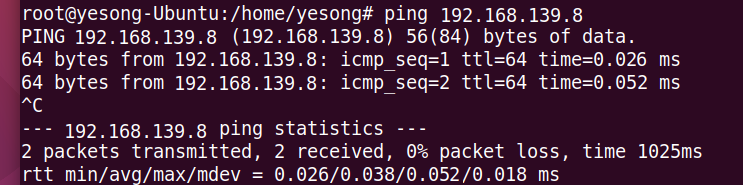 root@yesong-Ubuntu:/home/yesong# ping 192.168.139.8
PING 192.168.139.8 (192.168.139.8) 56(84) bytes of data.
64 bytes from 192.168.139.8: icmp_seq=1 ttl=64 time=0.026 ms
64 bytes from 192.168.139.8: icmp_seq=2 ttl=64 time=0.052 ms
^C
--- 192.168.139.8 ping statistics ---
2 packets transmitted, 2 received, 0% packet loss, time 1025ms
rtt min/avg/max/mdev = 0.026/0.038/0.052/0.018 ms